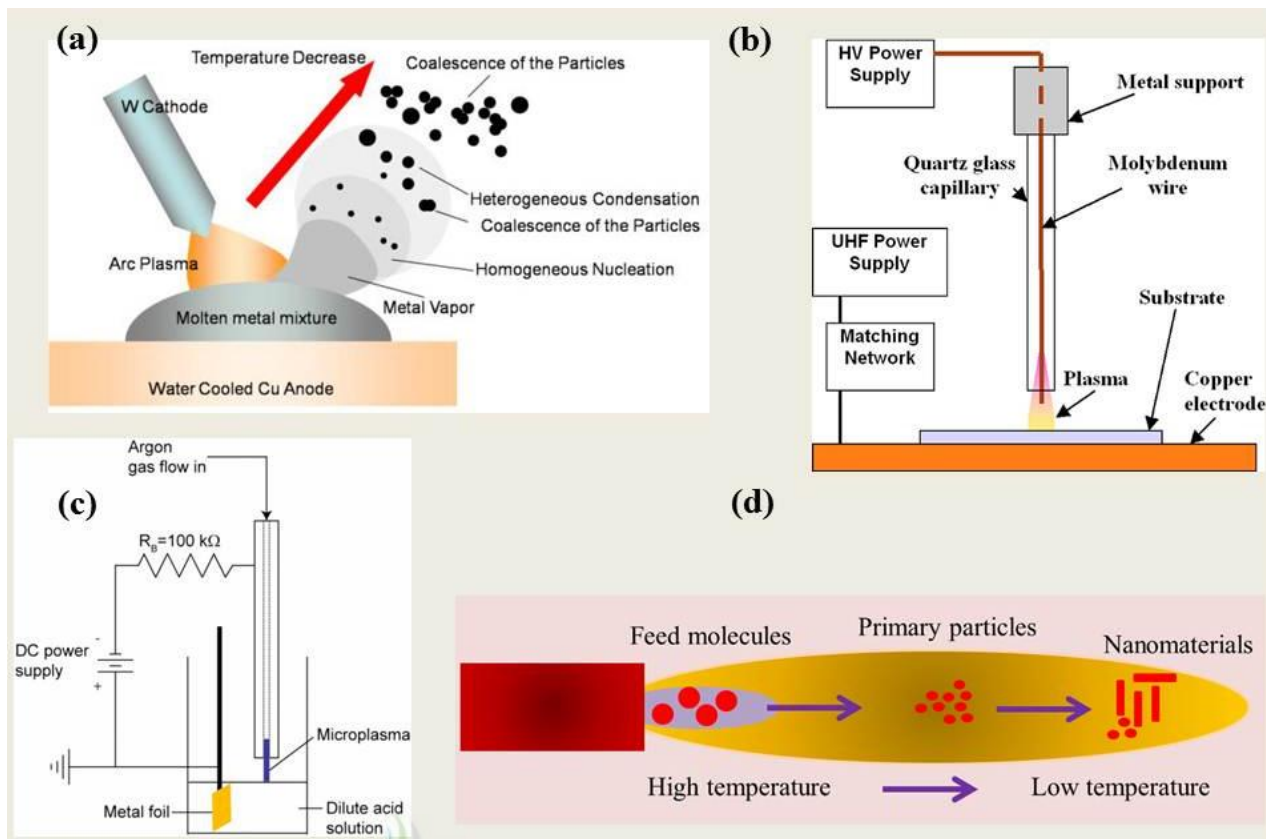 (a)
Temperature Decrease
Coalescence of the Particles
W Cathode
Heterogeneous Condensation
Coalescence of the Particles
Arc Plasma
Homogeneous Nucleation
Metal Vapor
Molten metal mixture
Water Cooled Cu Anode
(b)
HV Power
Supply
Metal support
Quartz glass
capillary
Molybdenum
wire
UHF Power
Supply
Substrate
Matching
Network
Plasma
Copper
electrode
(c)
Argon
gas flow in
R_B=100 kΩ
DC power
supply
-
+
Microplasma
Metal foil
Dilute acid
solution
(d)
Feed molecules
Primary particles
Nanomaterials
High temperature
Low temperature